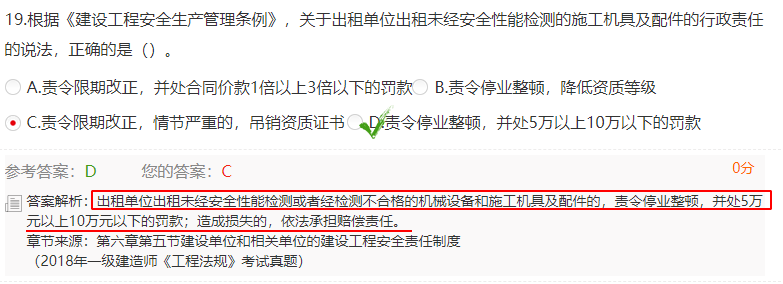 19.根据《建设工程安全生产管理条例》，关于出租单位出租未经安全性能检测的施工机具及配件的行政责任
的说法，正确的是（）。
A.责令限期改正，并处合同价款1倍以上3倍以下的罚款 B.责令停业整顿，降低资质等级
C.责令限期改正，情节严重的，吊销资质证书 D.责令停业整顿，并处5万以上10万以下的罚款
参考答案：D 您的答案：C 0分
答案解析：出租单位出租未经安全性能检测或者经检测不合格的机械设备和施工机具及配件的，责令停业整顿，并处5万
元以上10万元以下的罚款；造成损失的，依法承担赔偿责任。
章节来源：第六章第五节建设单位和相关单位的建设工程安全责任制度
（2018年一级建造师《工程法规》考试真题）